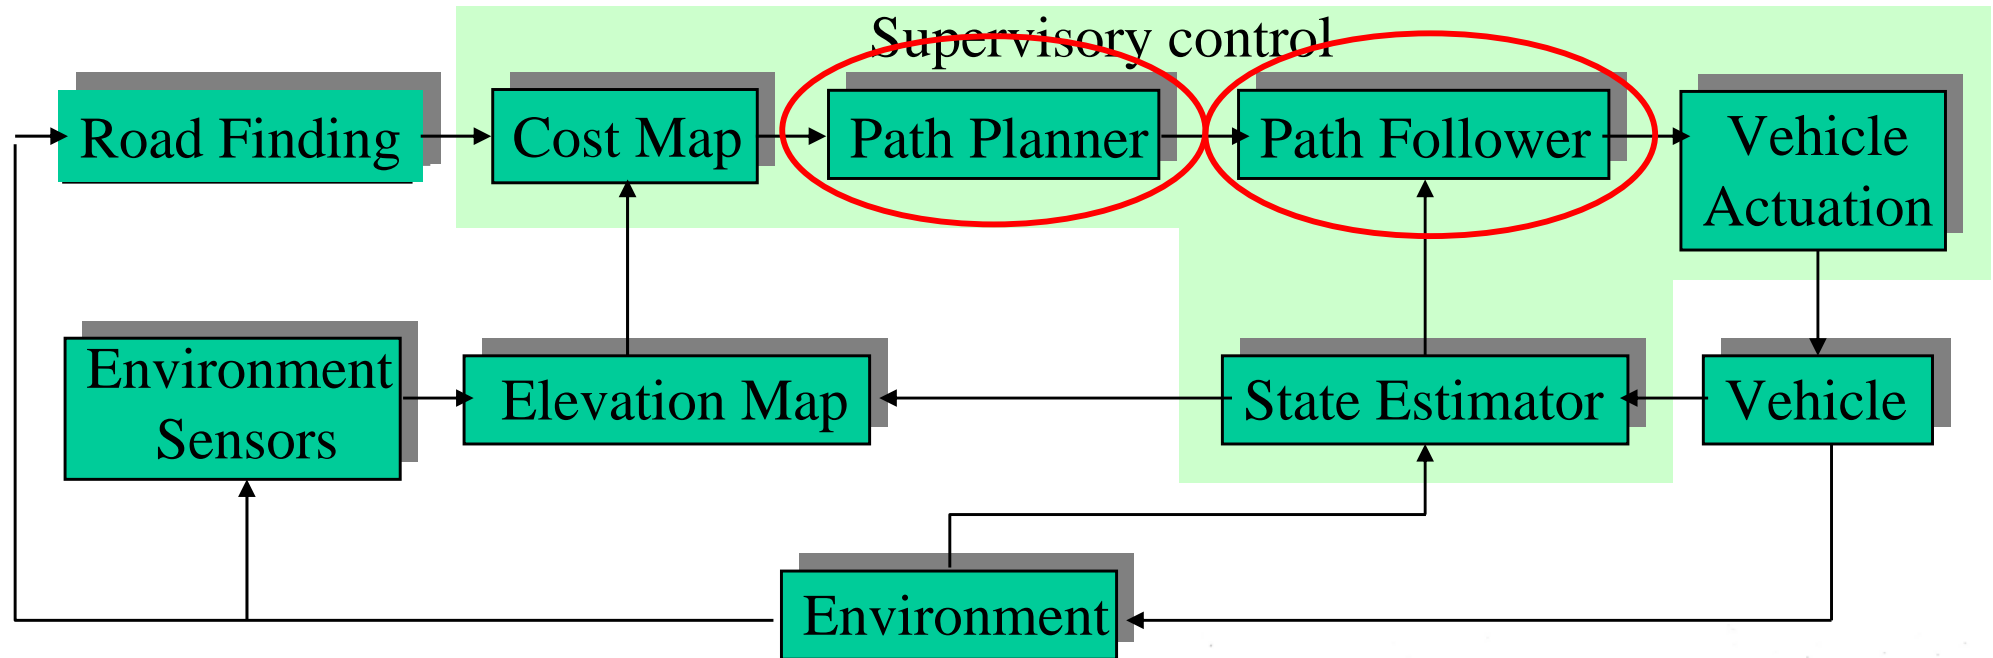 Supervisory control
Road Finding
Cost Map
Path Planner
Path Follower
Vehicle
Actuation
Environment
Sensors
Elevation Map
State Estimator
Vehicle
Environment